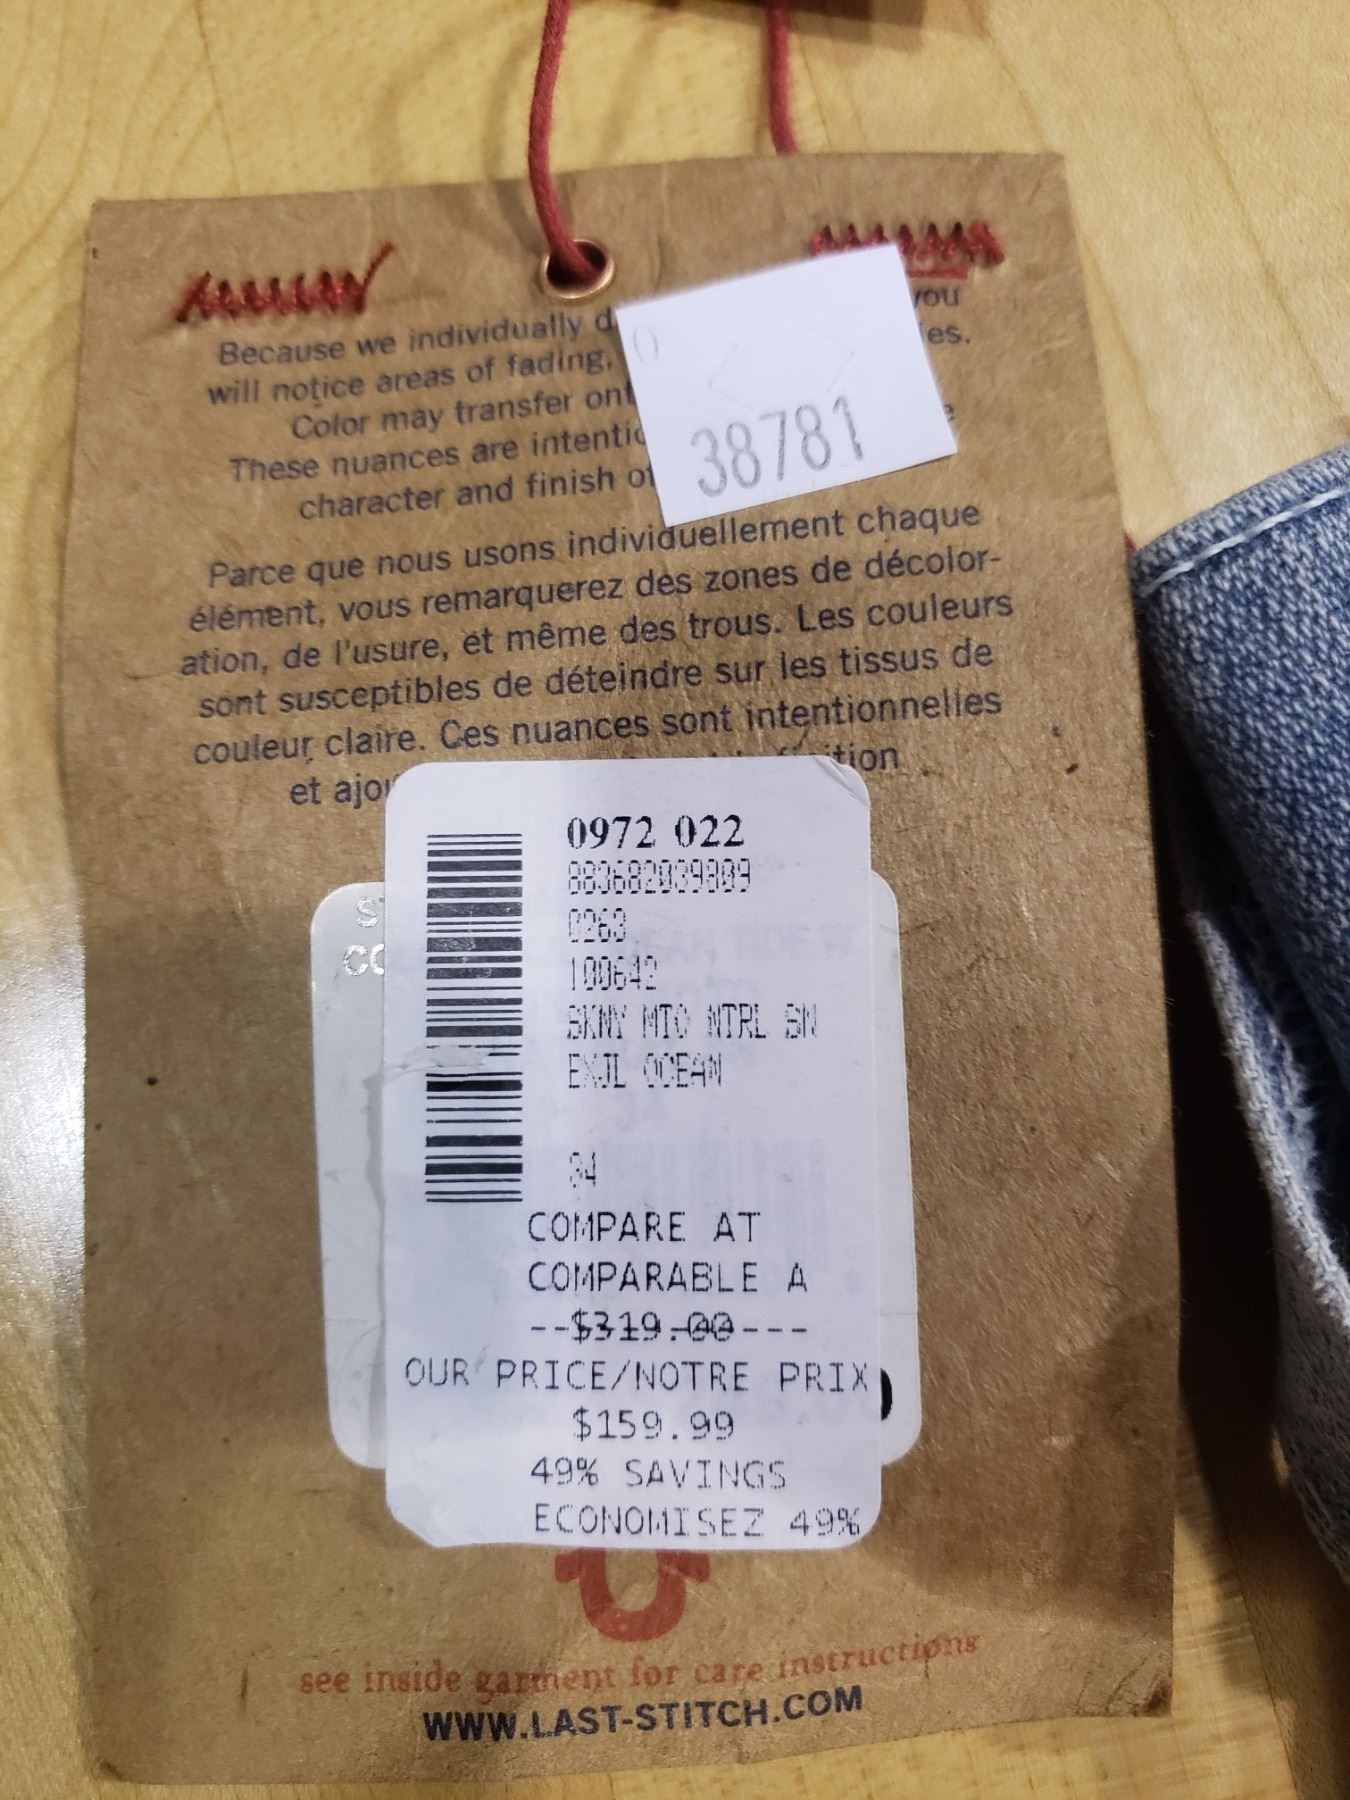 Because we individually d
you
will notice areas of fading,
es.
Color may transfer ont
These nuances are intentic
e
character and finish of
38781
Parce que nous usons individuellement chaque
élément, vous remarquerez des zones de décolor-
ation, de l'usure, et même des trous. Les couleurs
sont susceptibles de déteindre sur les tissus de
couleur claire. Ces nuances sont intentionnelles
et ajou
ition
0972 022
883682039809
0263
100642
SKNY MTC NTRL SN
EXJL OCEAN
34
COMPARE AT
COMPARABLE A
--$319.00---
OUR PRICE/NOTRE PRIX
$159.99
49% SAVINGS
ECONOMISEZ 49%
see inside garment for care instructions
WWW.LAST-STITCH.COM